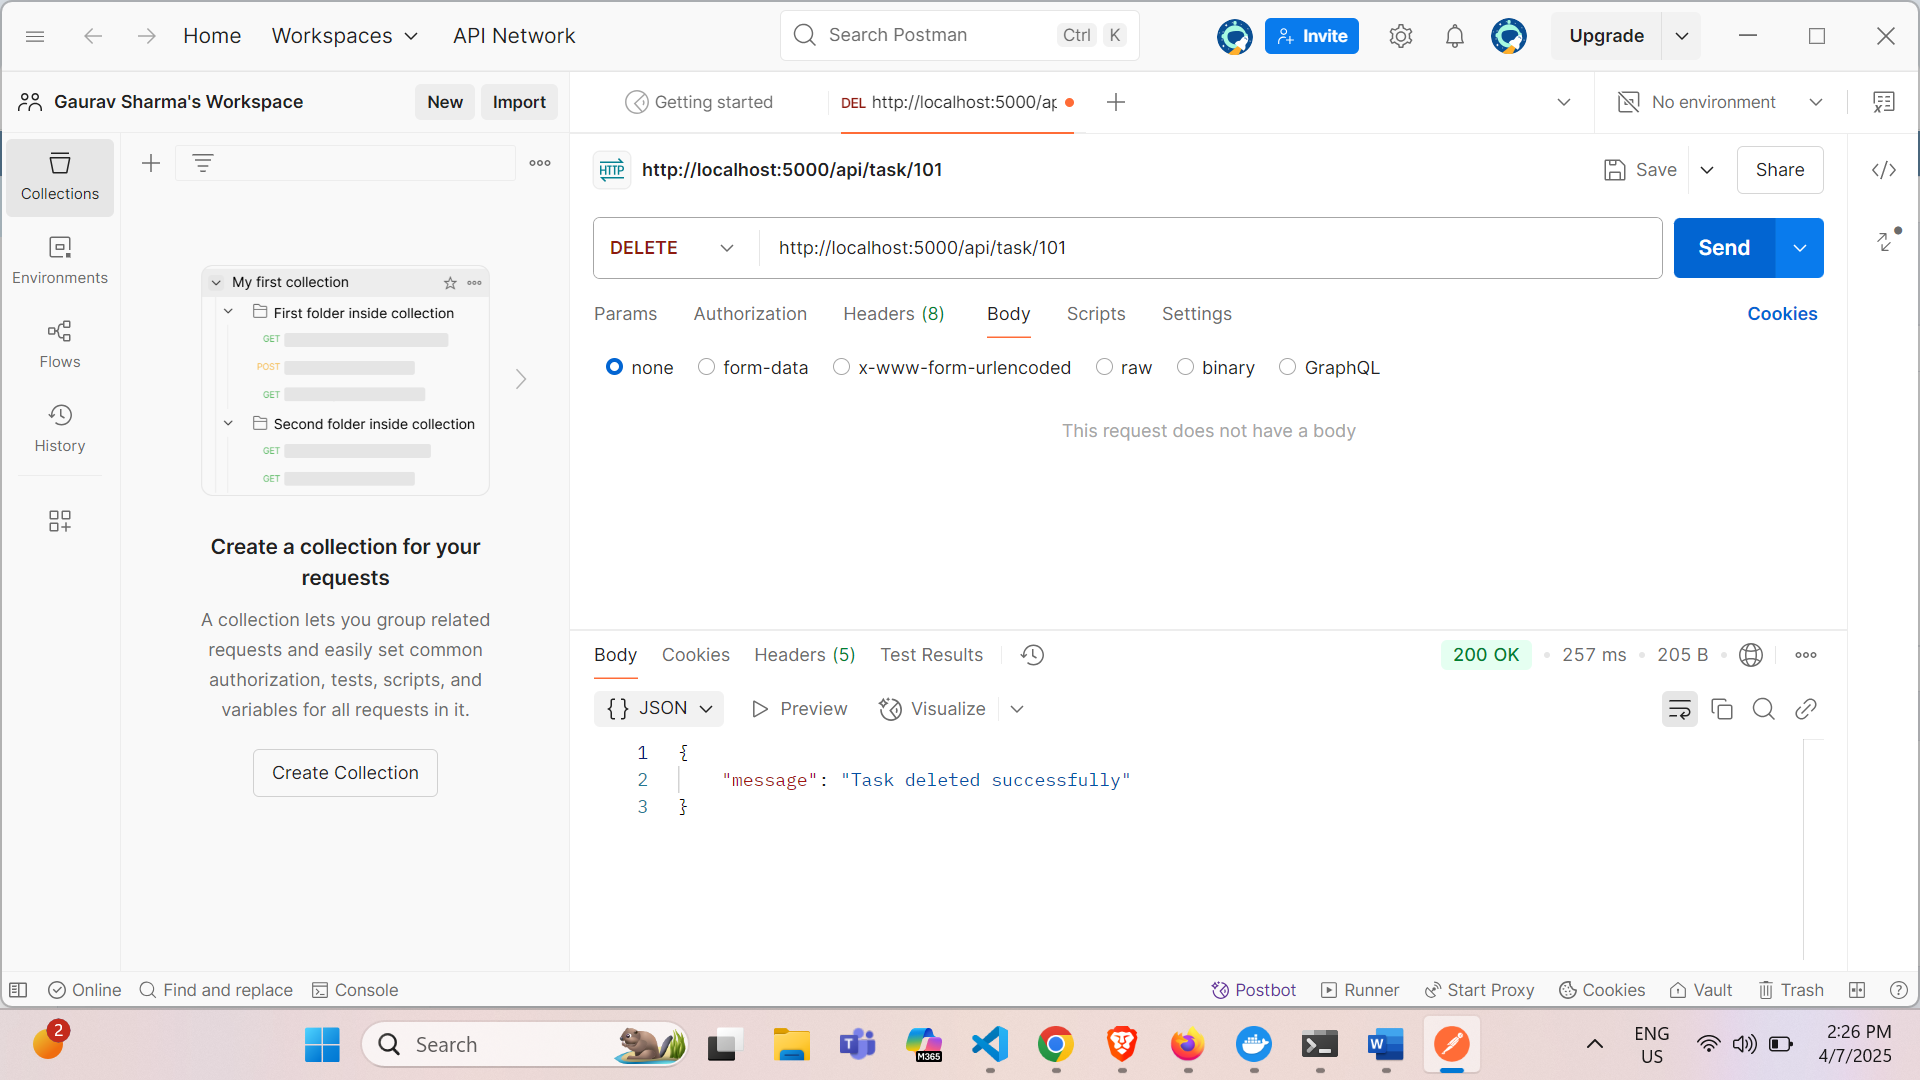 Home Workspaces API Network
Search Postman Ctrl K
Invite
Upgrade
Gaurav Sharma's Workspace
New Import
Getting started
DEL http://localhost:5000/ap
No environment
Collections
Environments
Flows
History
My first collection
First folder inside collection
GET
POST
GET
Second folder inside collection
GET
GET
Create a collection for your
requests
A collection lets you group related
requests and easily set common
authorization, tests, scripts, and
variables for all requests in it.
Create Collection
HTTP http://localhost:5000/api/task/101
Save Share
DELETE http://localhost:5000/api/task/101
Send
Params Authorization Headers (8) Body Scripts Settings Cookies
none form-data x-www-form-urlencoded raw binary GraphQL
This request does not have a body
Body Cookies Headers (5) Test Results
200 OK • 257 ms • 205 B
{ } JSON Preview Visualize
1 {
2 "message": "Task deleted successfully"
3 }
Online Find and replace Console
Postbot Runner Start Proxy Cookies Vault Trash
2
Search
T
M365
W
ENG
US
2:26 PM
4/7/2025